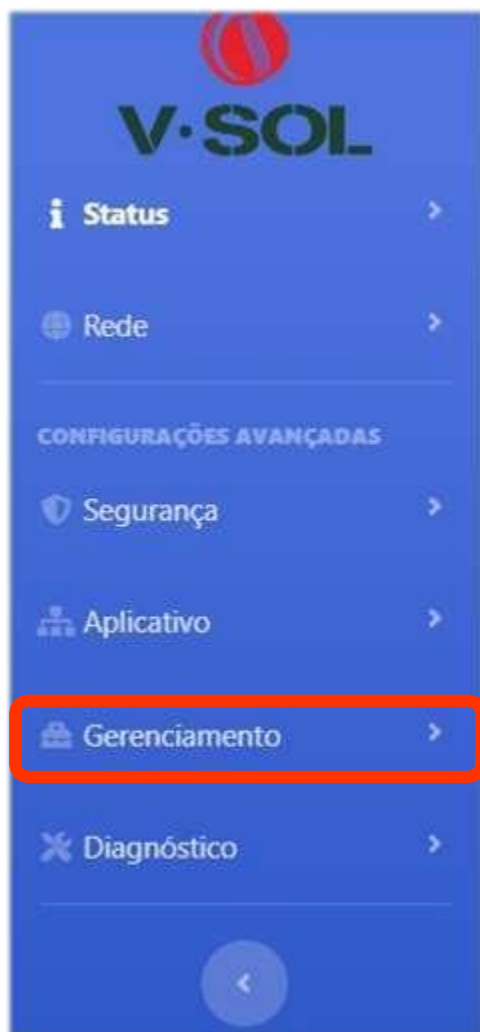 V·SOL
Status
Rede
CONFIGURAÇÕES AVANÇADAS
Segurança
Aplicativo
Gerenciamento
Diagnóstico